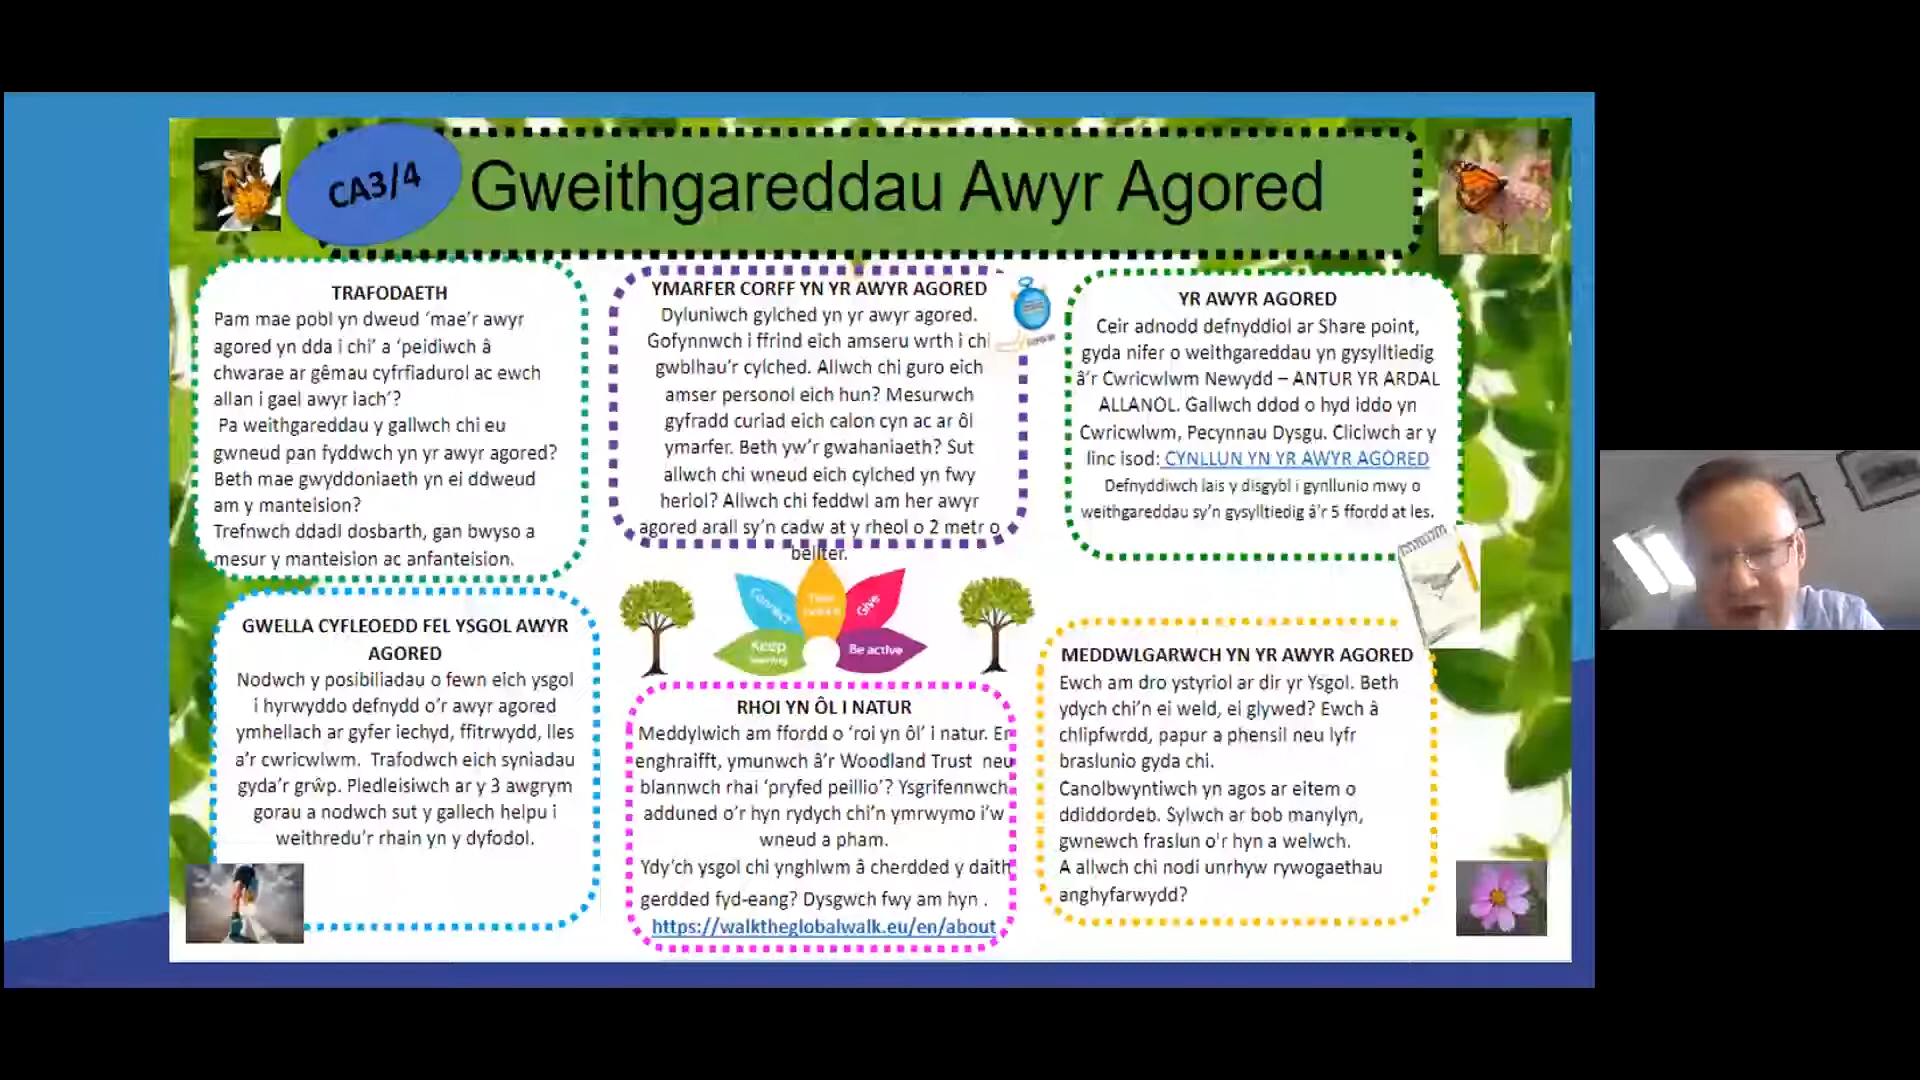 CA3/4
Gweithgareddau Awyr Agored
TRAFODAETH
Pam mae pobl yn dweud ‘mae’r awyr
agored yn dda i chi’ a ‘peidiwch â
chwarae ar gêmau cyfrfiadurol ac ewch
allan i gael awyr iach’?
Pa weithgareddau y gallwch chi eu
gwneud pan fyddwch yn yr awyr agored?
Beth mae gwyddoniaeth yn ei ddweud
am y manteision?
Trefnwch ddadl dosbarth, gan bwyso a
mesur y manteision ac anfanteision.
YMARFER CORFF YN YR AWYR AGORED
Dyluniwch gylched yn yr awyr agored.
Gofynnwch i ffrind eich amseru wrth i chi
gwblhau’r cylched. Allwch chi guro eich
amser personol eich hun? Mesurwch
gyfradd curiad eich calon cyn ac ar ôl
ymarfer. Beth yw’r gwahaniaeth? Sut
allwch chi wneud eich cylched yn fwy
heriol? Allwch chi feddwl am her awyr
agored arall sy’n cadw at y rheol o 2 metr o
bellter.
YR AWYR AGORED
Ceir adnodd defnyddiol ar Share point,
gyda nifer o weithgareddau yn gysylltiedig
â’r Cwricwlwm Newydd – ANTUR YR ARDAL
ALLANOL. Gallwch ddod o hyd iddo yn
Cwricwlwm, Pecynnau Dysgu. Cliciwch ar y
linc isod: CYNLLUN YN YR AWYR AGORED
Defnyddiwch lais y disgybl i gynllunio mwy o
weithgareddau sy’n gysylltiedig â’r 5 ffordd at les.
GWELLA CYFLEOEDD FEL YSGOL AWYR
AGORED
Nodwch y posibiliadau o fewn eich ysgol
i hyrwyddo defnydd o’r awyr agored
ymhellach ar gyfer iechyd, ffitrwydd, lles
a’r cwricwlwm. Trafodwch eich syniadau
gyda’r grŵp. Pledleisiwch ar y 3 awgrym
gorau a nodwch sut y gallech helpu i
weithredu’r rhain yn y dyfodol.
Connect
Give
Keep
learning
Be active
RHOI YN ÔL I NATUR
Meddylwich am ffordd o ‘roi yn ôl’ i natur. Er
enghraifft, ymunwch â’r Woodland Trust neu
blannwch rhai ‘pryfed peillio’? Ysgrifennwch
adduned o’r hyn rydych chi’n ymrwymo i’w
wneud a pham.
Ydy’ch ysgol chi ynghlwm â cherdded y daith
gerdded fyd-eang? Dysgwch fwy am hyn .
https://walktheglobalwalk.eu/en/about
MEDDWLGARWCH YN YR AWYR AGORED
Ewch am dro ystyriol ar dir yr Ysgol. Beth
ydych chi’n ei weld, ei glywed? Ewch â
chlipfwrdd, papur a phensil neu lyfr
braslunio gyda chi.
Canolbwyntiwch yn agos ar eitem o
ddiddordeb. Sylwch ar bob manylyn,
gwnewch fraslun o'r hyn a welwch.
A allwch chi nodi unrhyw rywogaethau
anghyfarwydd?